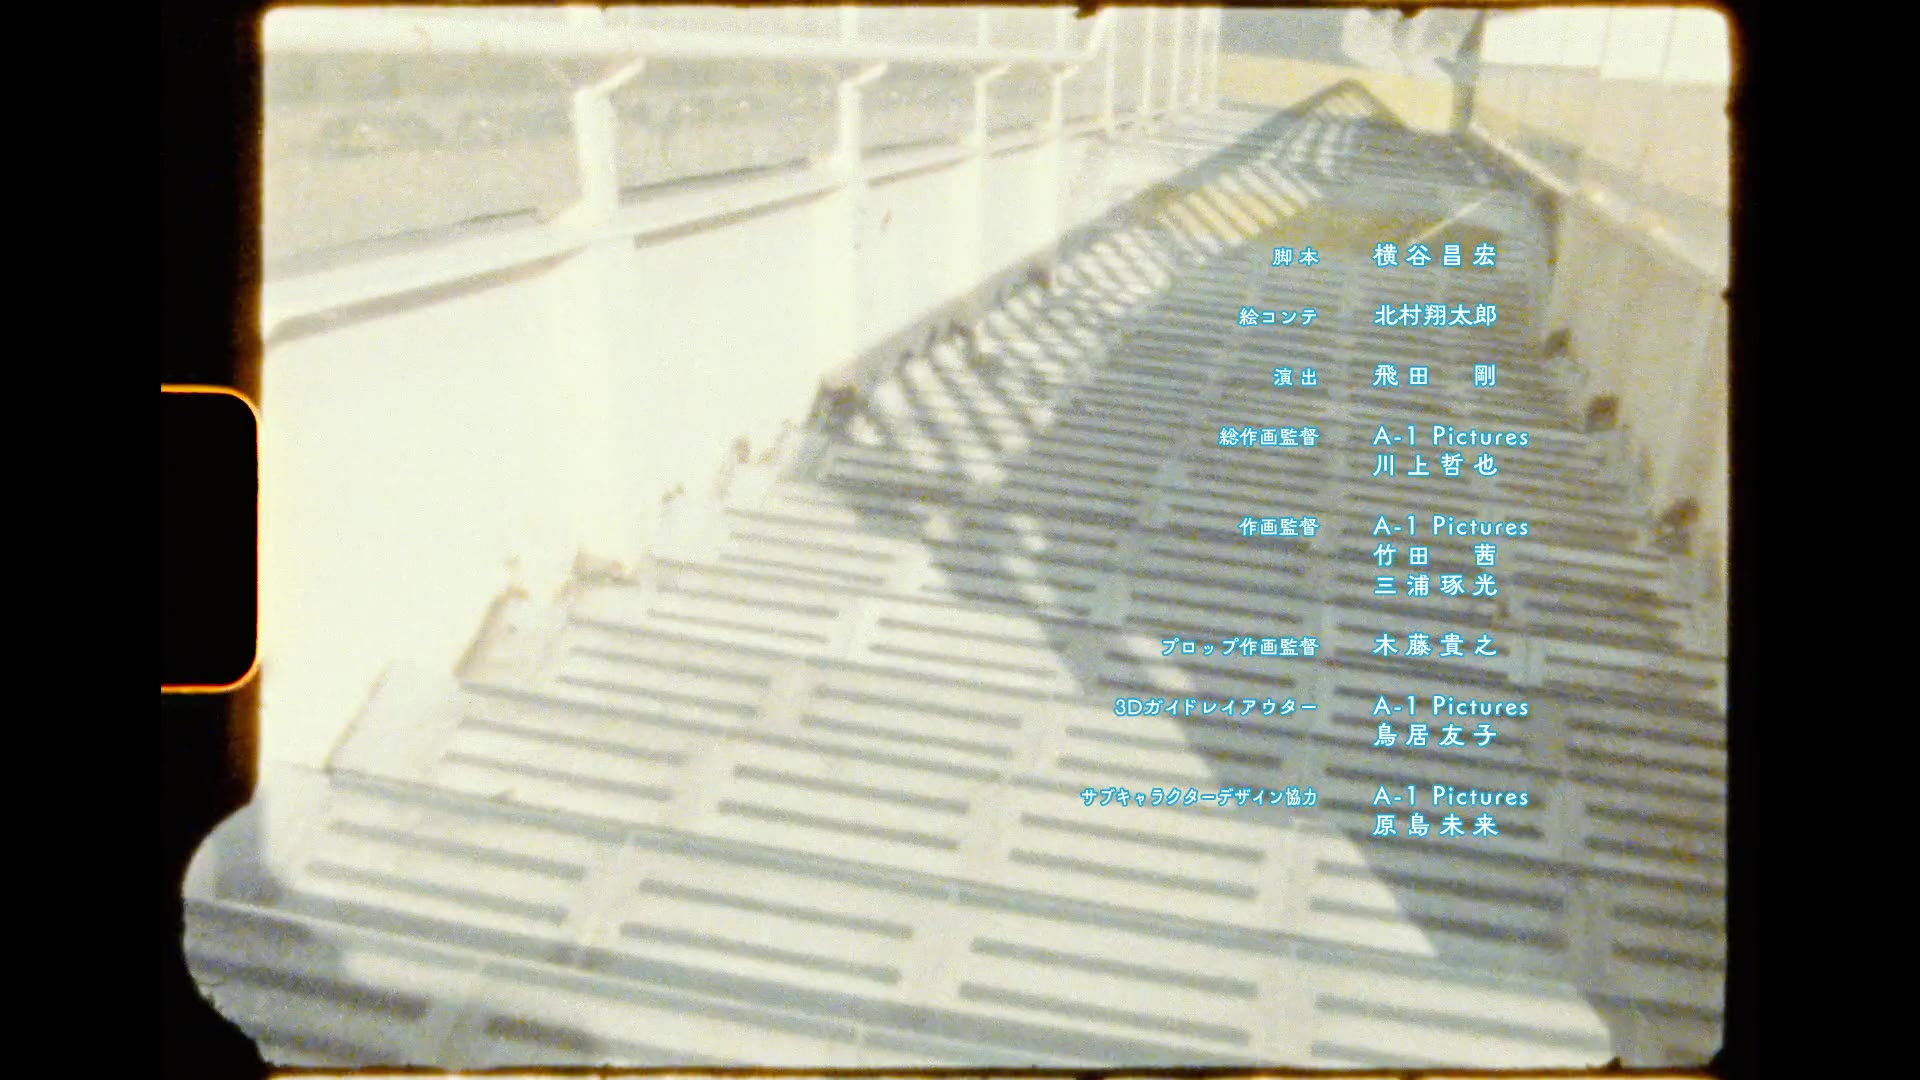 脚本 横谷昌宏
絵コンテ 北村翔太郎
演出 飛田 剛
総作画監督 A-1 Pictures
川上哲也
作画監督 A-1 Pictures
竹田 茜
三浦琢光
プロップ作画監督 木藤貴之
3Dガイドレイアウター A-1 Pictures
鳥居友子
サブキャラクターデザイン協力 A-1 Pictures
原島未来